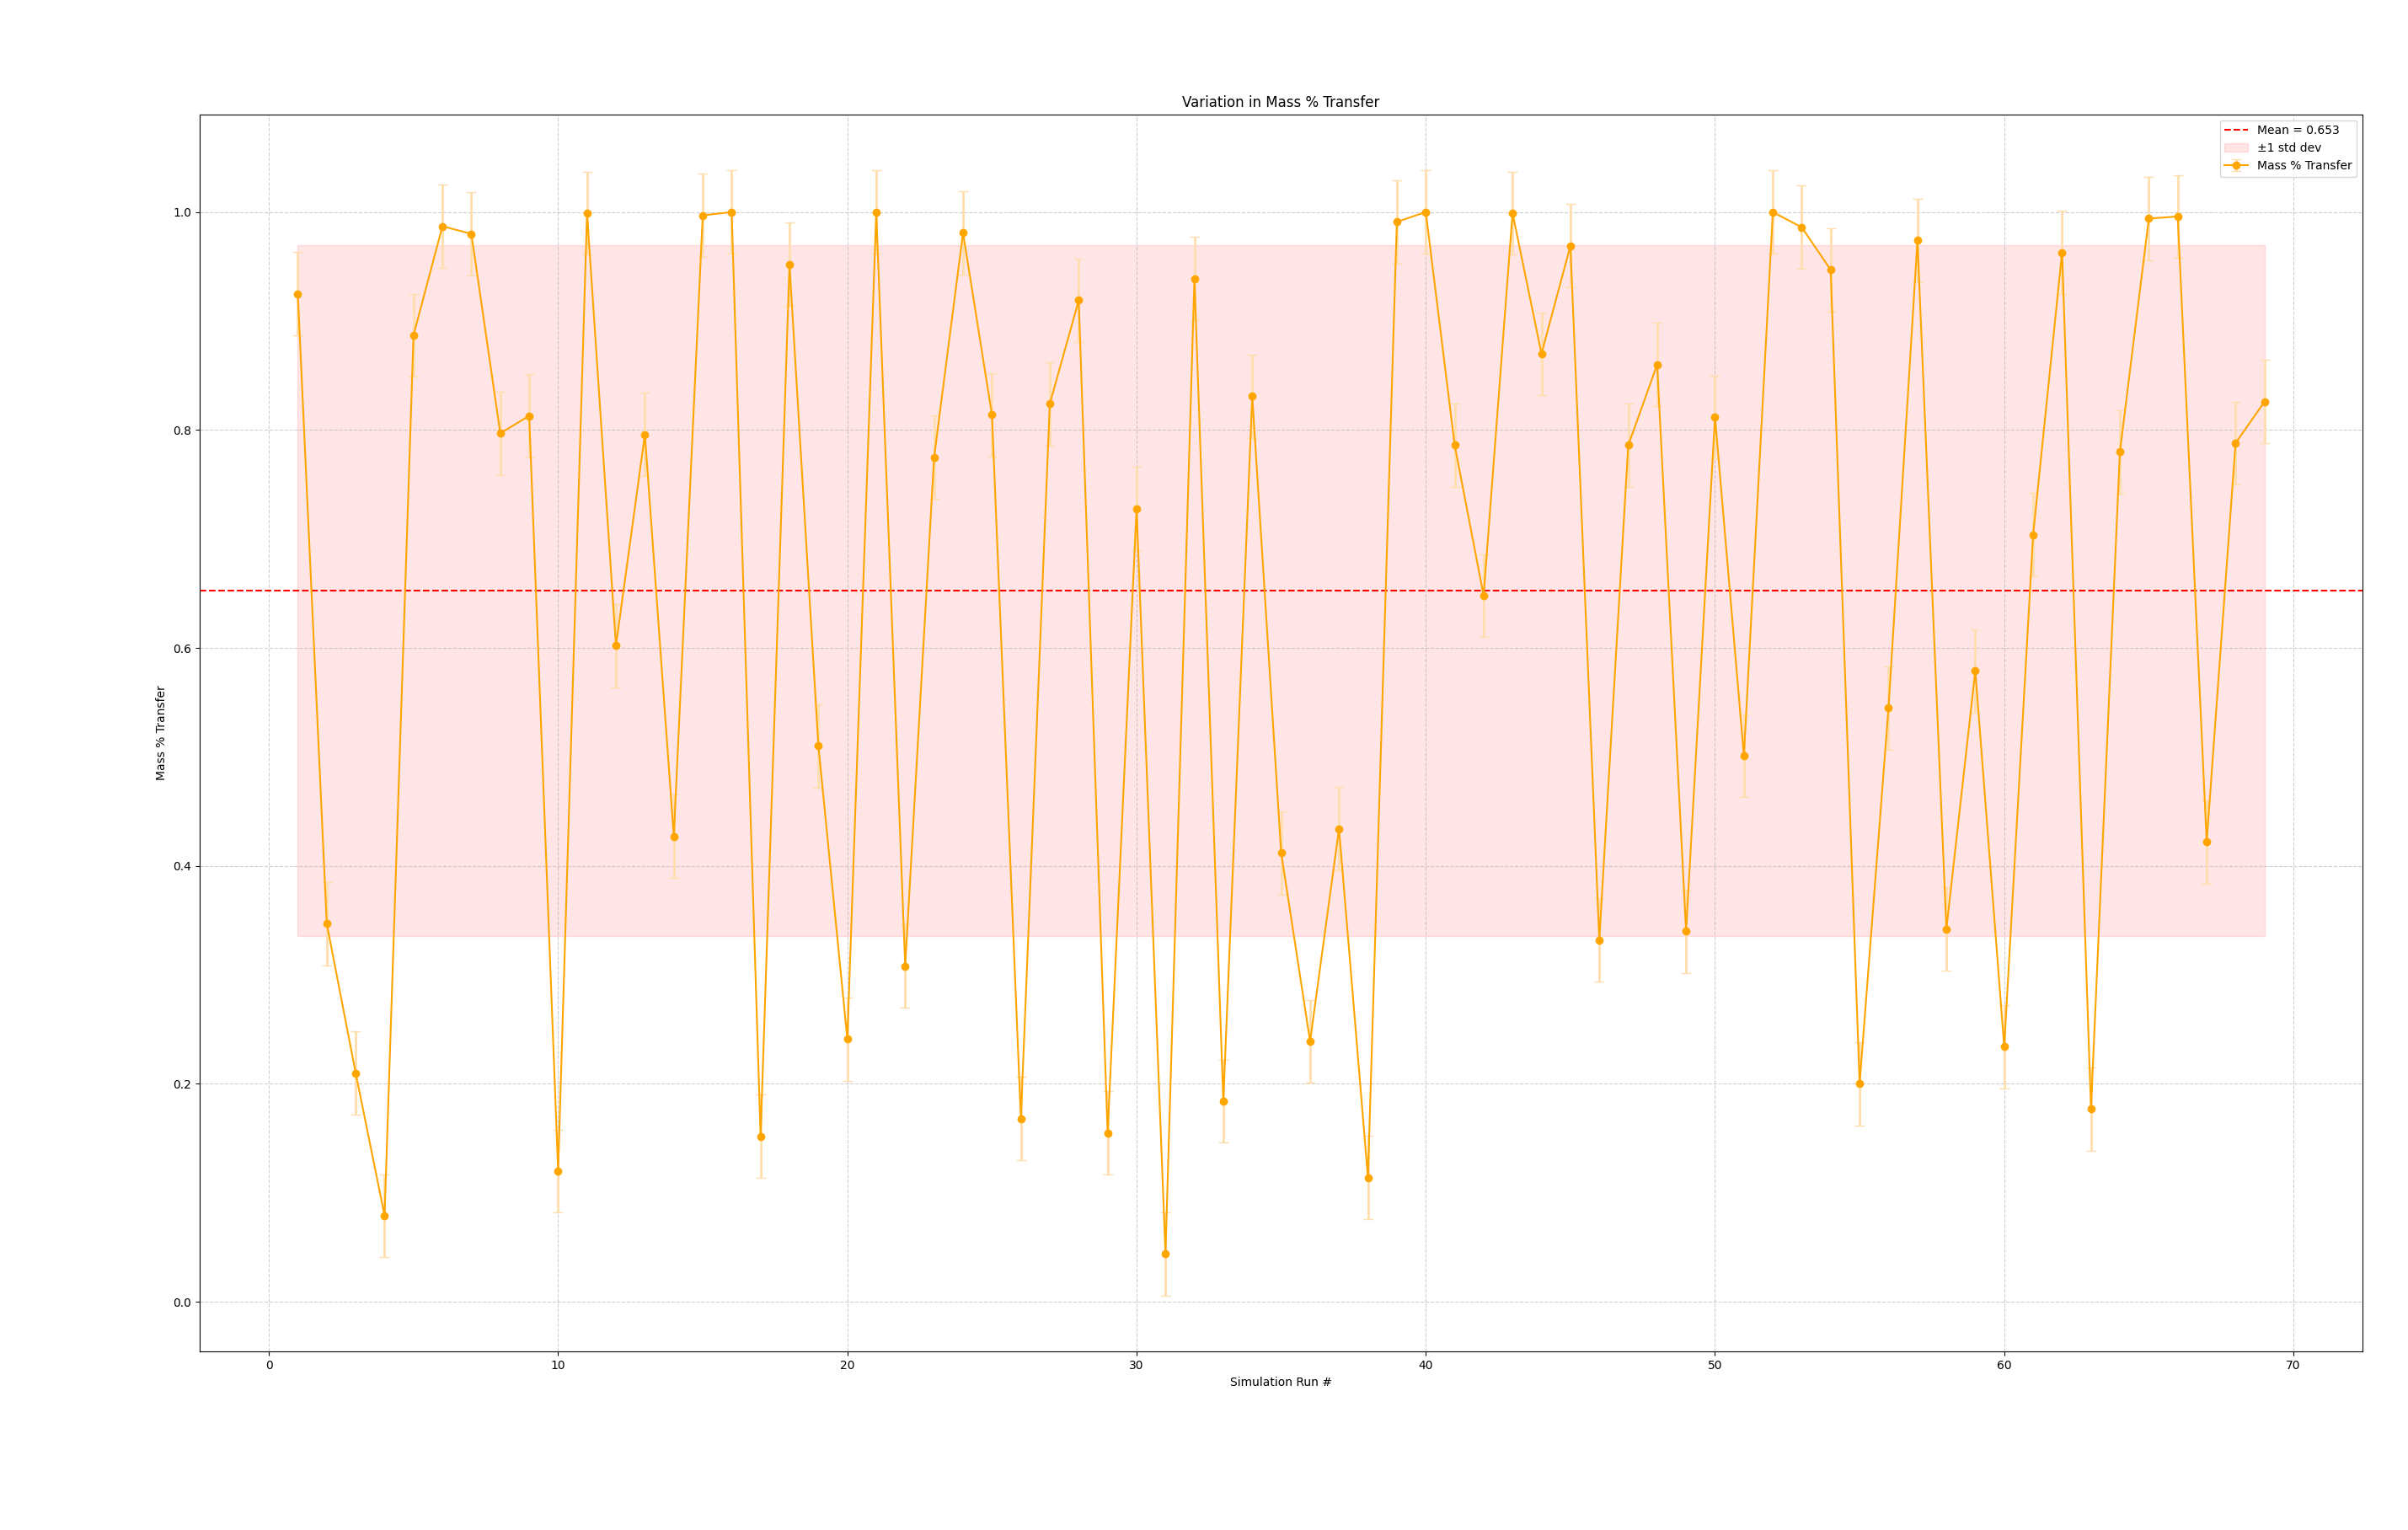 Variation in Mass % Transfer
Mean = 0.653
±1 std dev
Mass % Transfer
1.0
0.8
0.6
0.4
0.2
0.0
Mass % Transfer
0 10 20 30 40 50 60 70
Simulation Run #